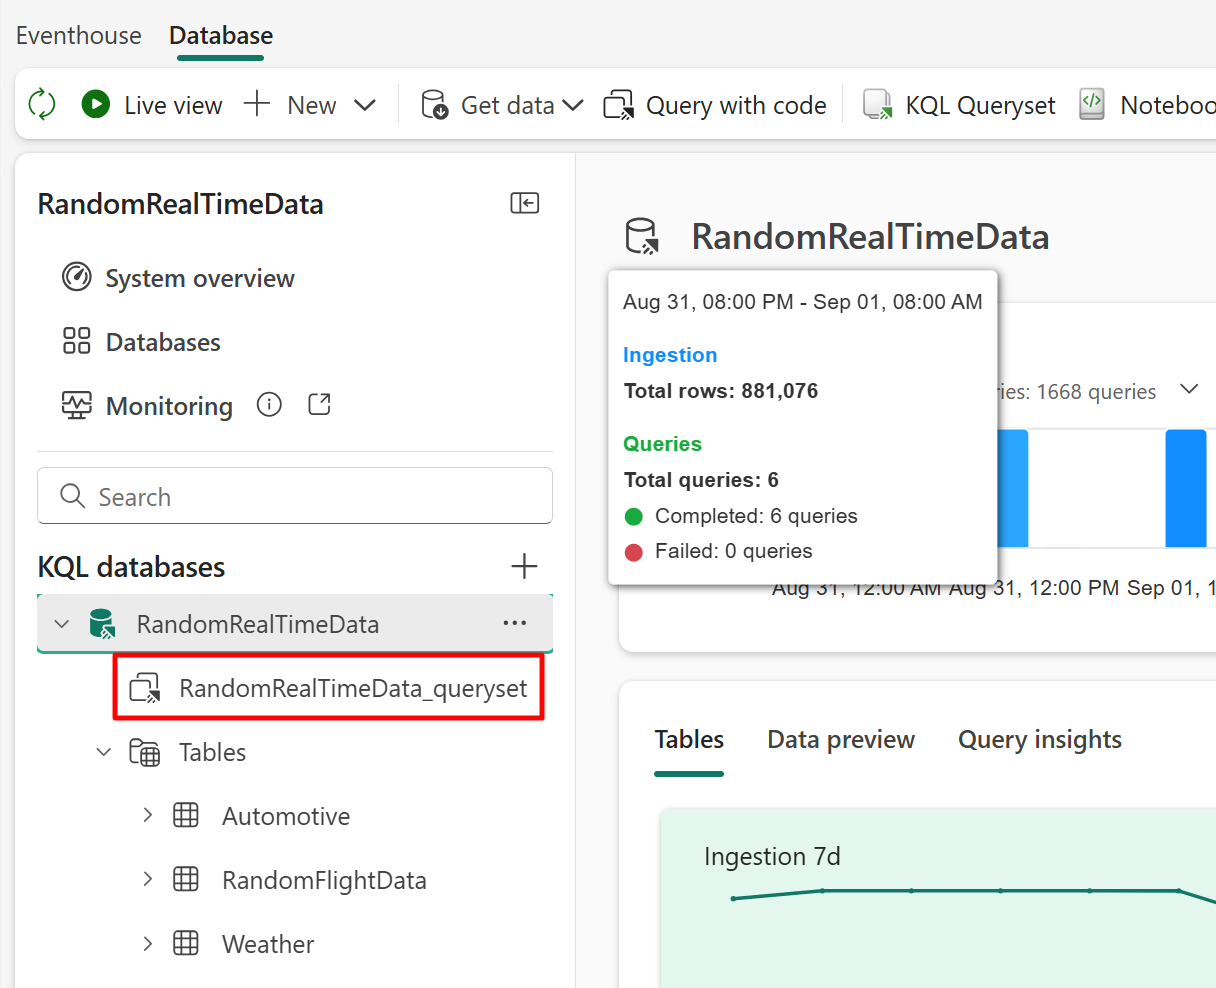 Eventhouse Database
Live view New Get data Query with code KQL Queryset
RandomRealTimeData
System overview
Databases
Monitoring
Search
KQL databases
RandomRealTimeData
RandomRealTimeData_queryset
Tables
Automotive
RandomFlightData
Weather
RandomRealTimeData
Aug 31, 08:00 PM - Sep 01, 08:00 AM
Ingestion
Total rows: 881,076
Queries
Total queries: 6
Completed: 6 queries
Failed: 0 queries
1668 queries
Aug 31, 12:00 AM Aug 31, 12:00 PM Sep 01,
Tables Data preview Query insights
Ingestion 7d